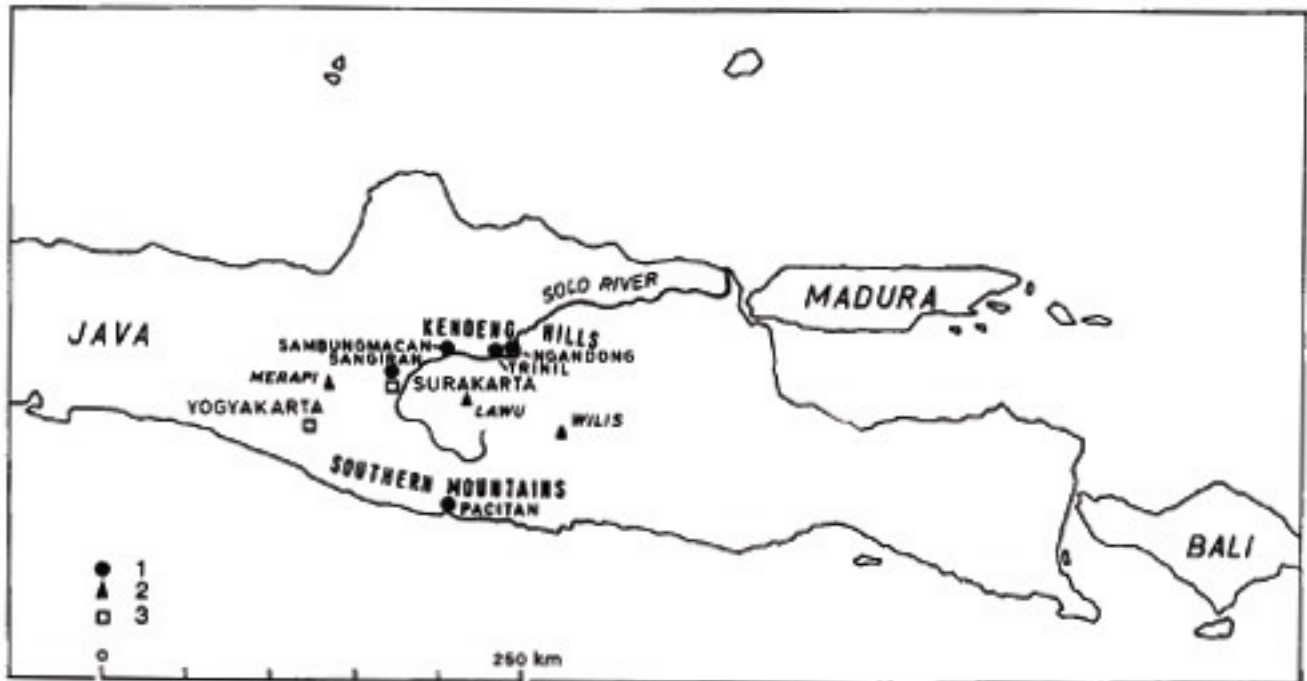 SOLO RIVER
MADURA
JAVA
KENDENG HILLS
SAMBUNGMACAN
NGANDONG
SANGIRAN
TRINIL
MERAPI
SURAKARTA
YOGYAKARTA
LAWU
WILIS
SOUTHERN MOUNTAINS
PACITAN
BALI
1
2
3
0
250 km